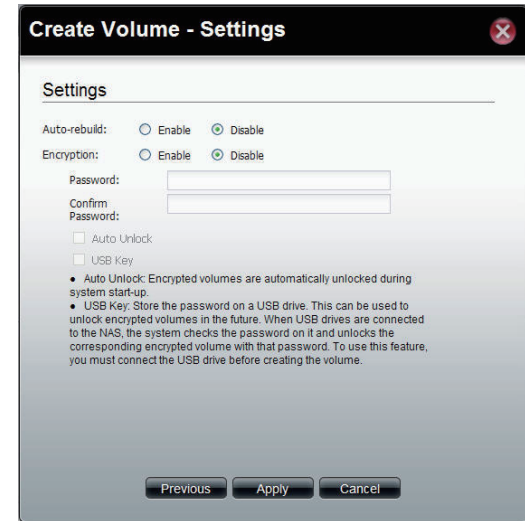 Create Volume - Settings
Settings
Auto-rebuild: Enable Disable
Encryption: Enable Disable
Password:
Confirm
Password:
Auto Unlock
USB Key
● Auto Unlock: Encrypted volumes are automatically unlocked during
system start-up.
● USB Key: Store the password on a USB drive. This can be used to
unlock encrypted volumes in the future. When USB drives are connected
to the NAS, the system checks the password on it and unlocks the
corresponding encrypted volume with that password. To use this feature,
you must connect the USB drive before creating the volume.
Previous Apply Cancel